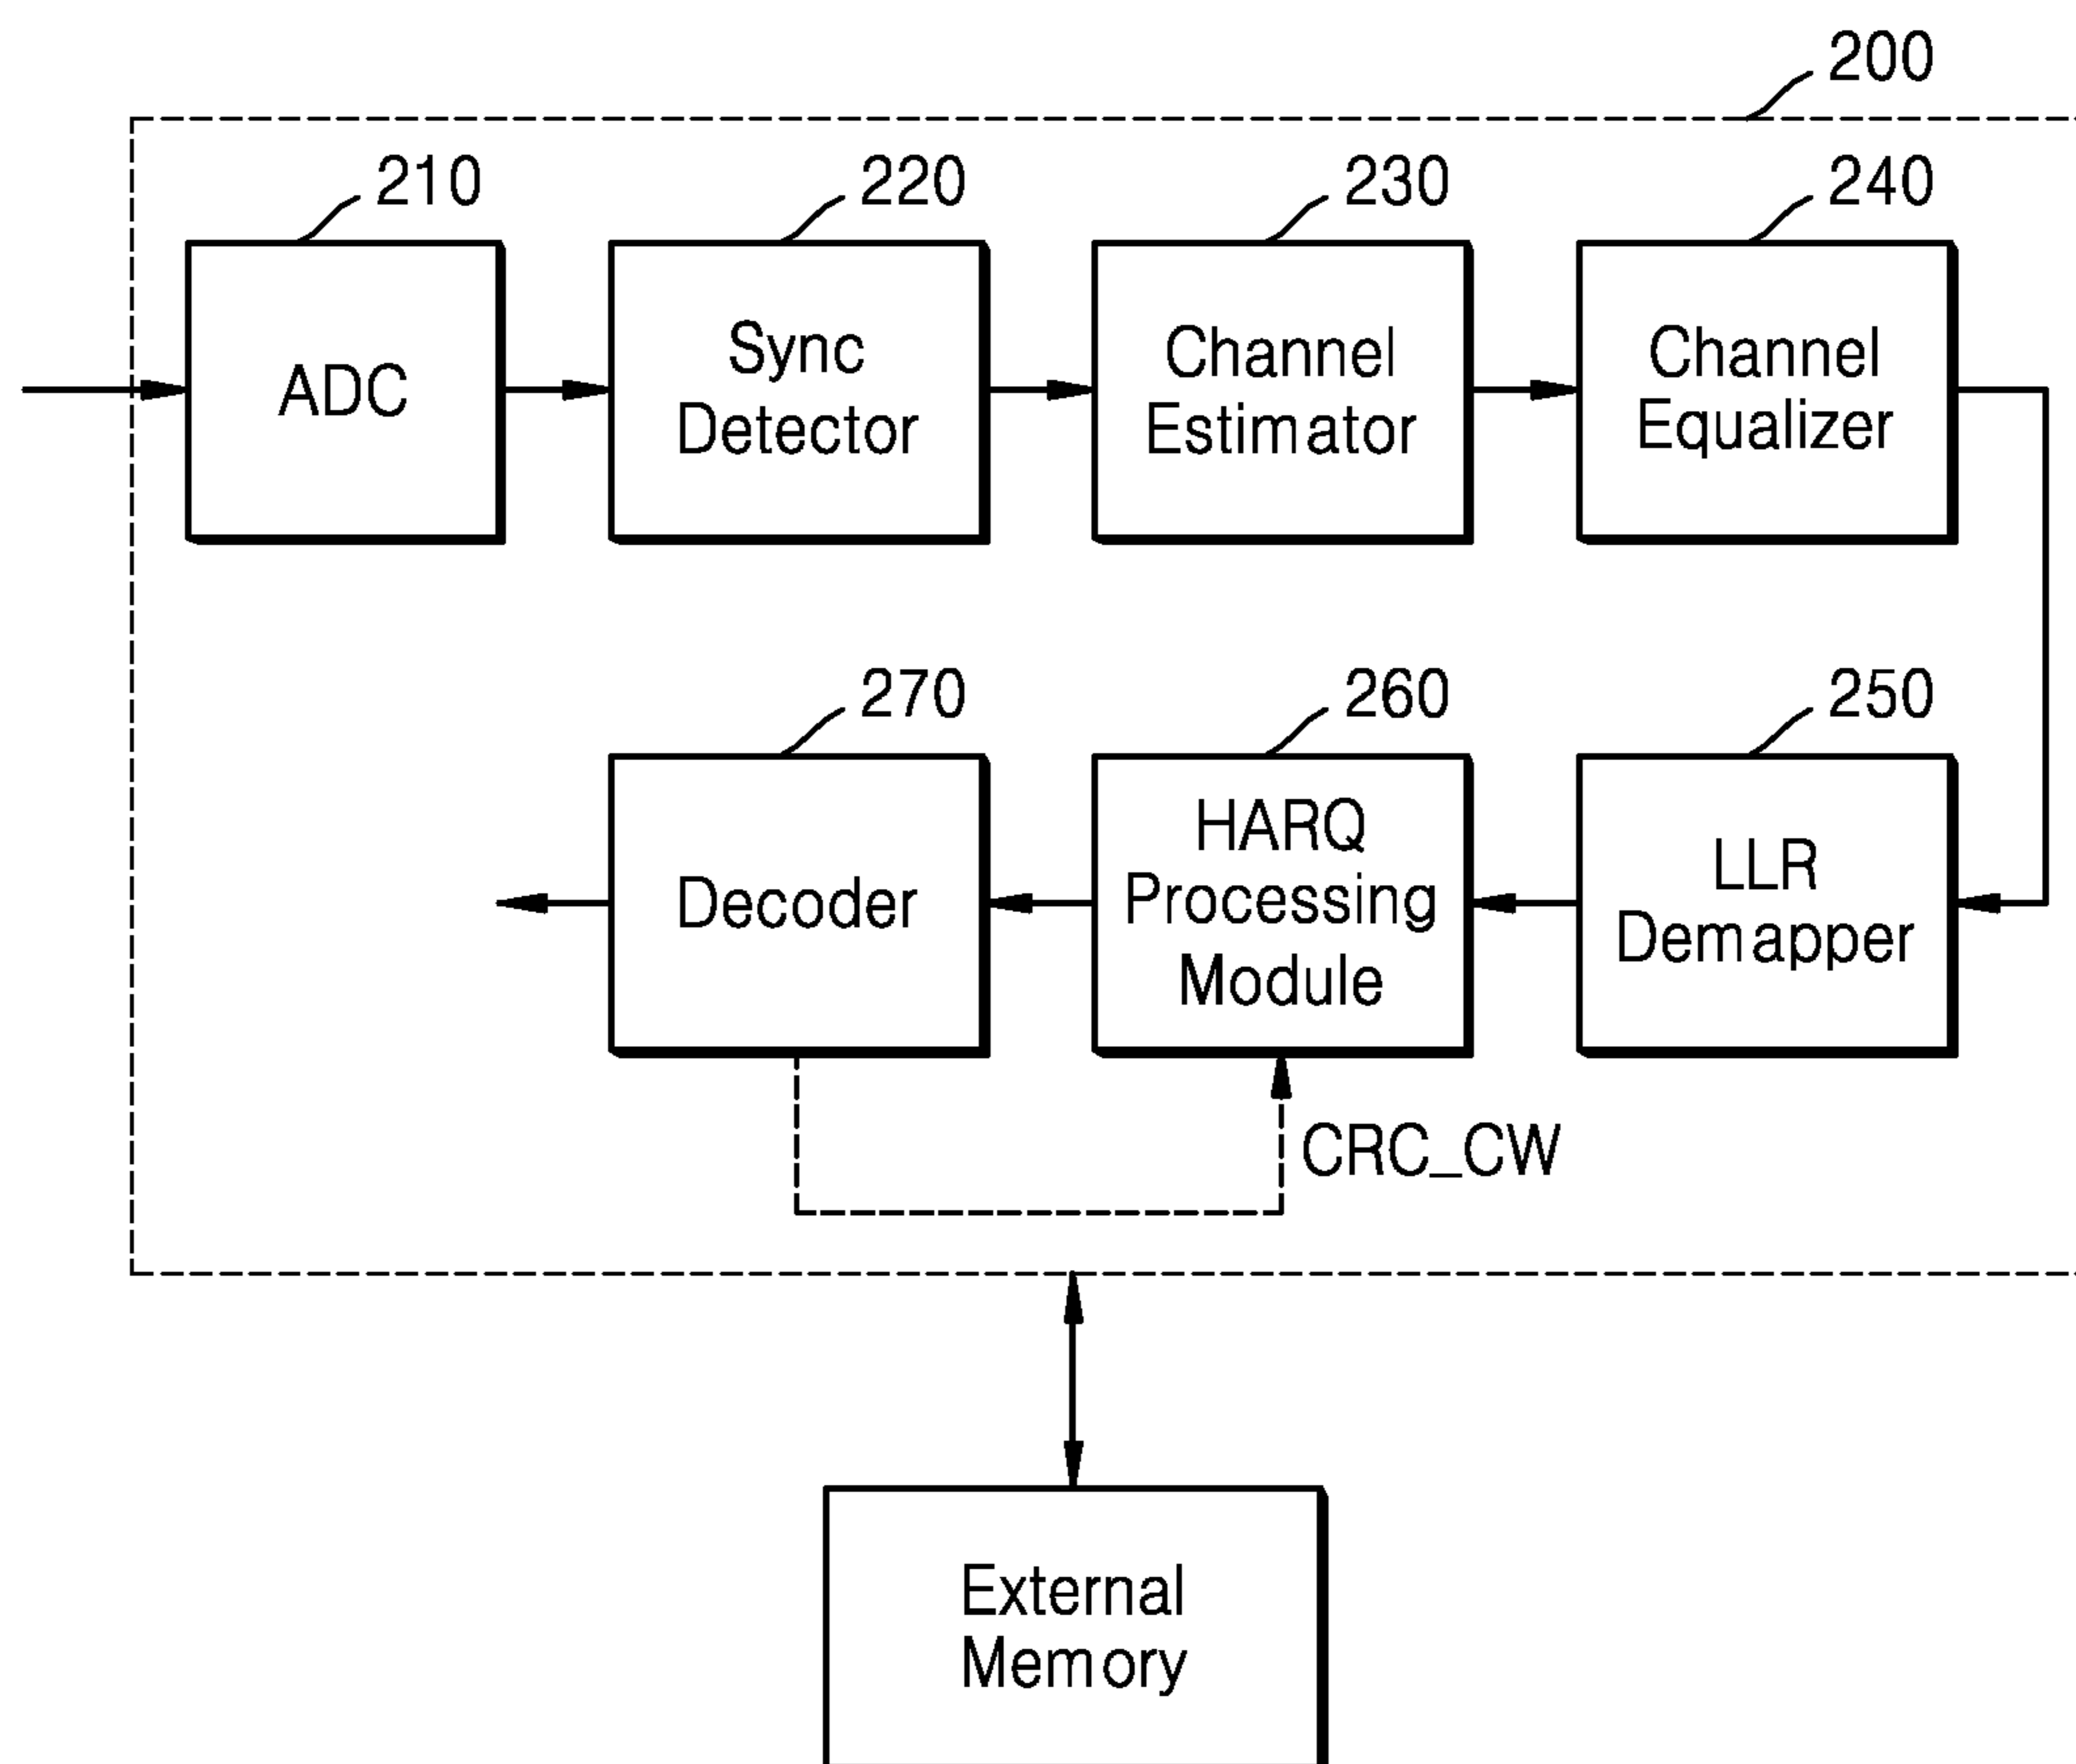 200
210
220
230
240
ADC
Sync
Detector
Channel
Estimator
Channel
Equalizer
270
260
250
Decoder
HARQ
Processing
Module
LLR
Demapper
CRC_CW
External
Memory